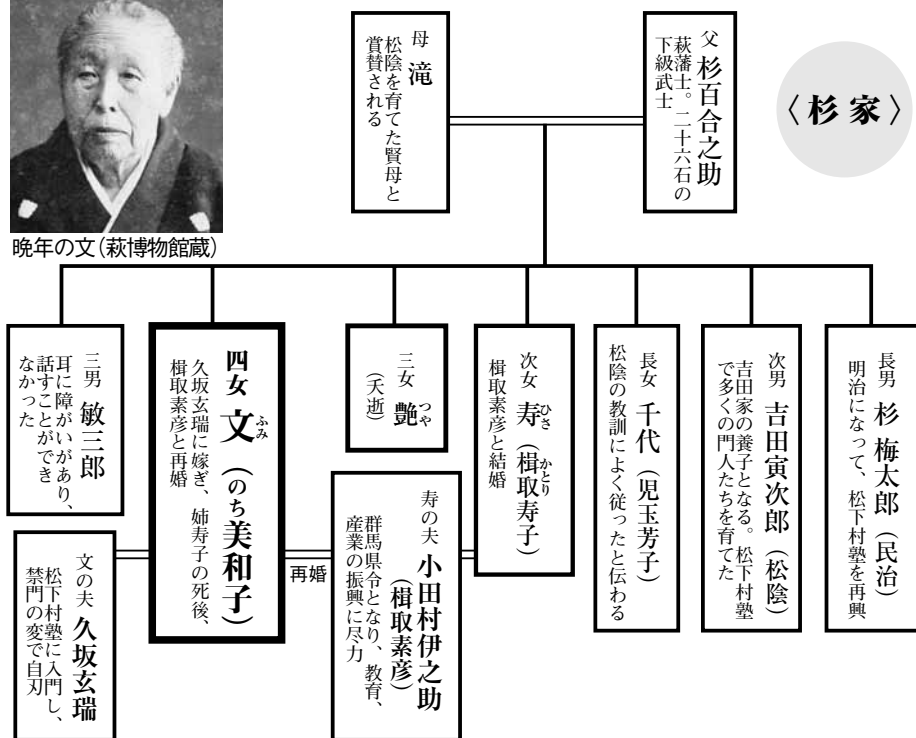 〈杉家〉
父 杉百合之助
萩藩士。二十六石の
下級武士
母 滝
松陰を育てた賢母と
賞賛される
晩年の文(萩博物館蔵)
長男 杉 梅太郎(民治)
明治になって、松下村塾を再興
次男 吉田寅次郎(松陰)
吉田家の養子となる。松下村塾
で多くの門人たちを育てた
長女 千代(児玉芳子)
松陰の教訓によく従ったと伝わる
次女 寿(楫取寿子)
ひさ
かとり
楫取素彦と結婚
三女 艶
つや
(夭逝)
四女 文(のち美和子)
ふみ
久坂玄瑞に嫁ぎ、姉寿子の死後、
楫取素彦と再婚
三男 敏三郎
耳に障がいがあり、
話すことができ
なかった
寿の夫 小田村伊之助
(楫取素彦)
群馬県令となり、教育、
産業の振興に尽力
再婚
文の夫 久坂玄瑞
松下村塾に入門し、
禁門の変で自刃